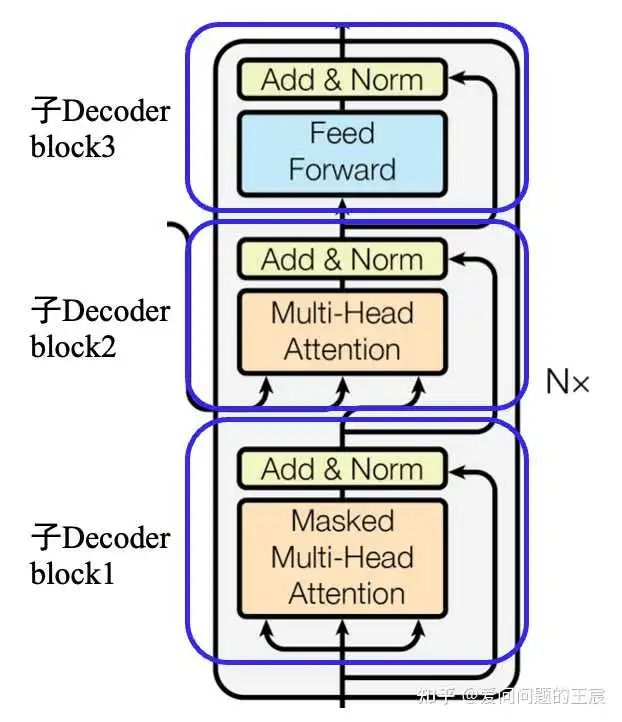 子Decoder
block3
Add & Norm
Feed
Forward
子Decoder
block2
Add & Norm
Multi-Head
Attention
N×
子Decoder
block1
Add & Norm
Masked
Multi-Head
Attention
知乎 @爱问问题的王宸